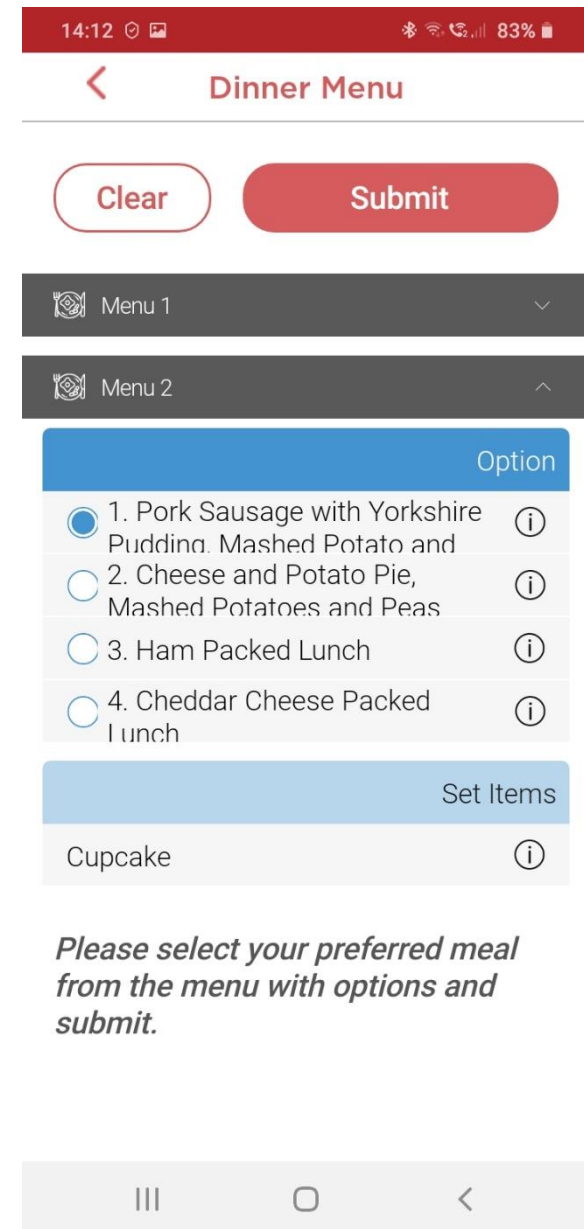 14:12 83%
Dinner Menu
Clear Submit
Menu 1
Menu 2
Option
1. Pork Sausage with Yorkshire
Pudding, Mashed Potato and
2. Cheese and Potato Pie,
Mashed Potatoes and Peas
3. Ham Packed Lunch
4. Cheddar Cheese Packed
Lunch
Set Items
Cupcake
Please select your preferred meal
from the menu with options and
submit.